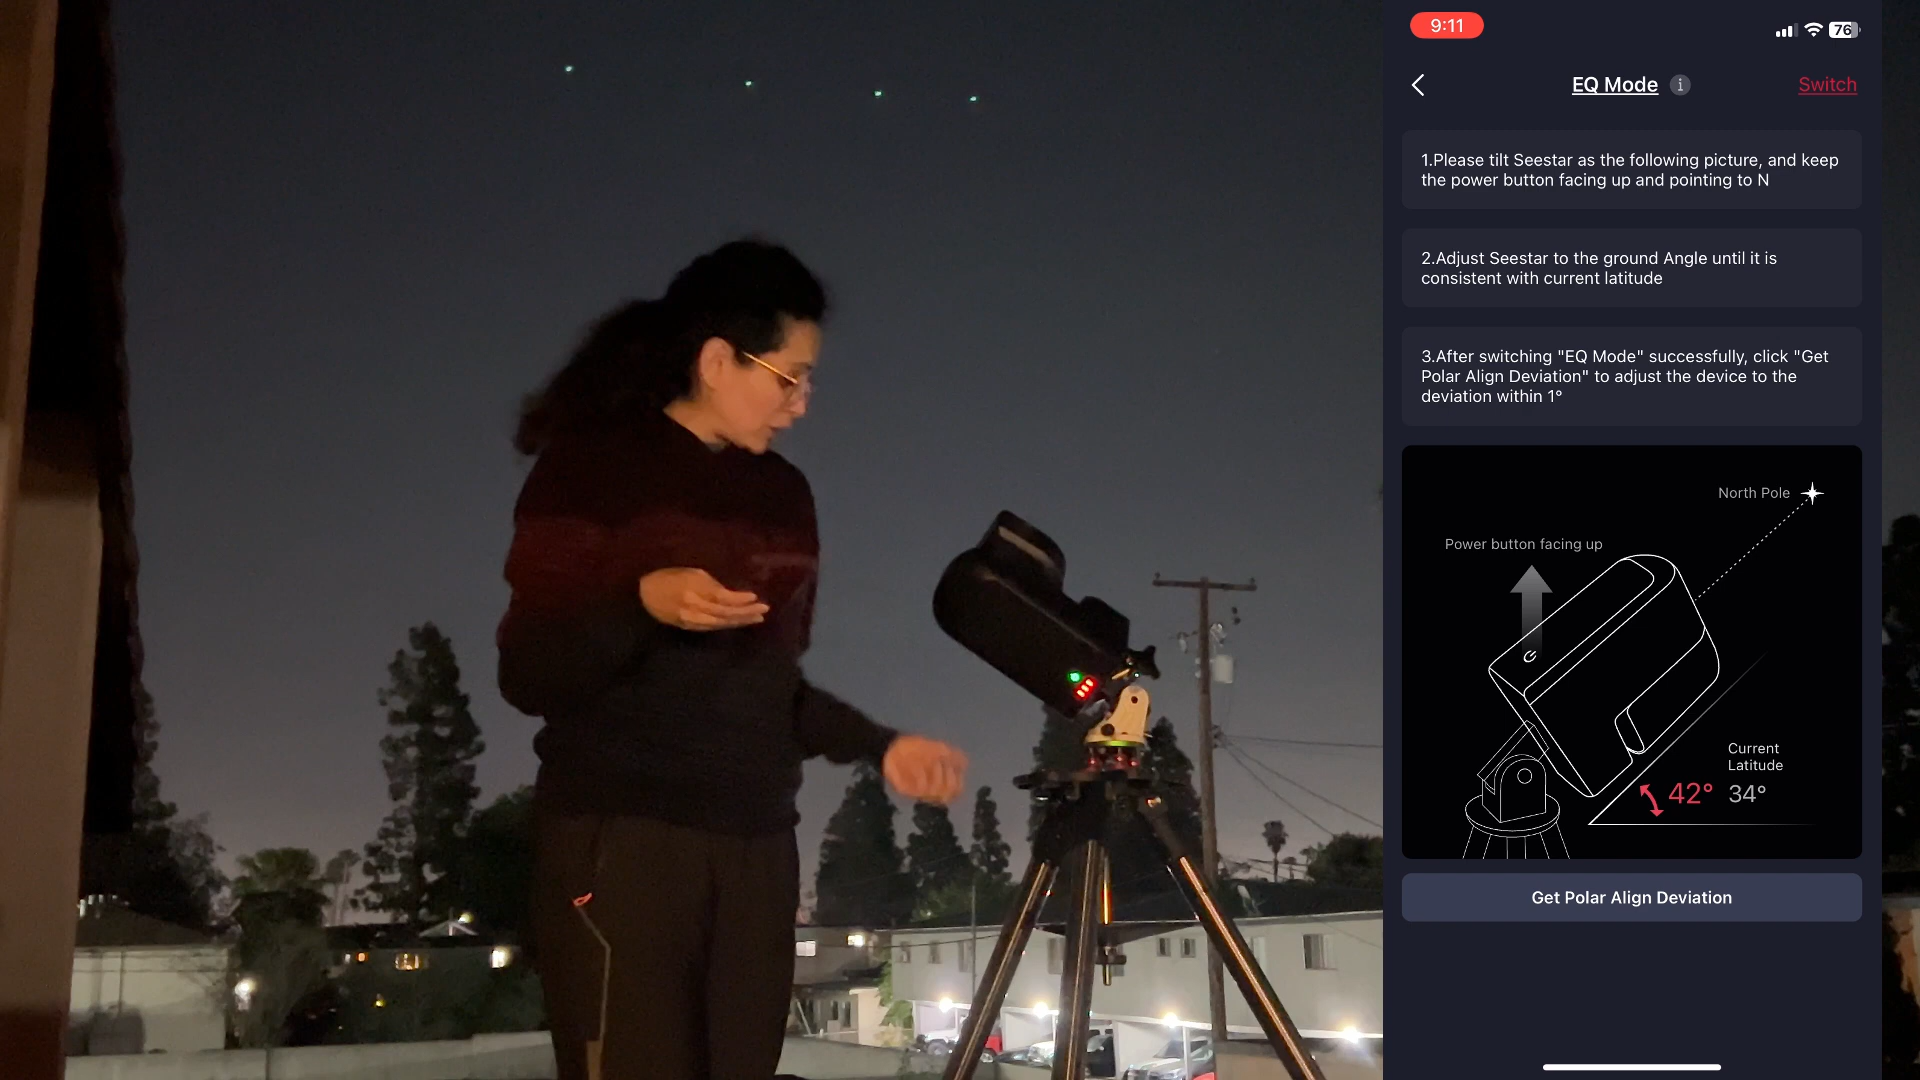 9:11
76
EQ Mode i
Switch
1.Please tilt Seestar as the following picture, and keep
the power button facing up and pointing to N
2.Adjust Seestar to the ground Angle until it is
consistent with current latitude
3.After switching "EQ Mode" successfully, click "Get
Polar Align Deviation" to adjust the device to the
deviation within 1°
North Pole
Power button facing up
Current
Latitude
42° 34°
Get Polar Align Deviation